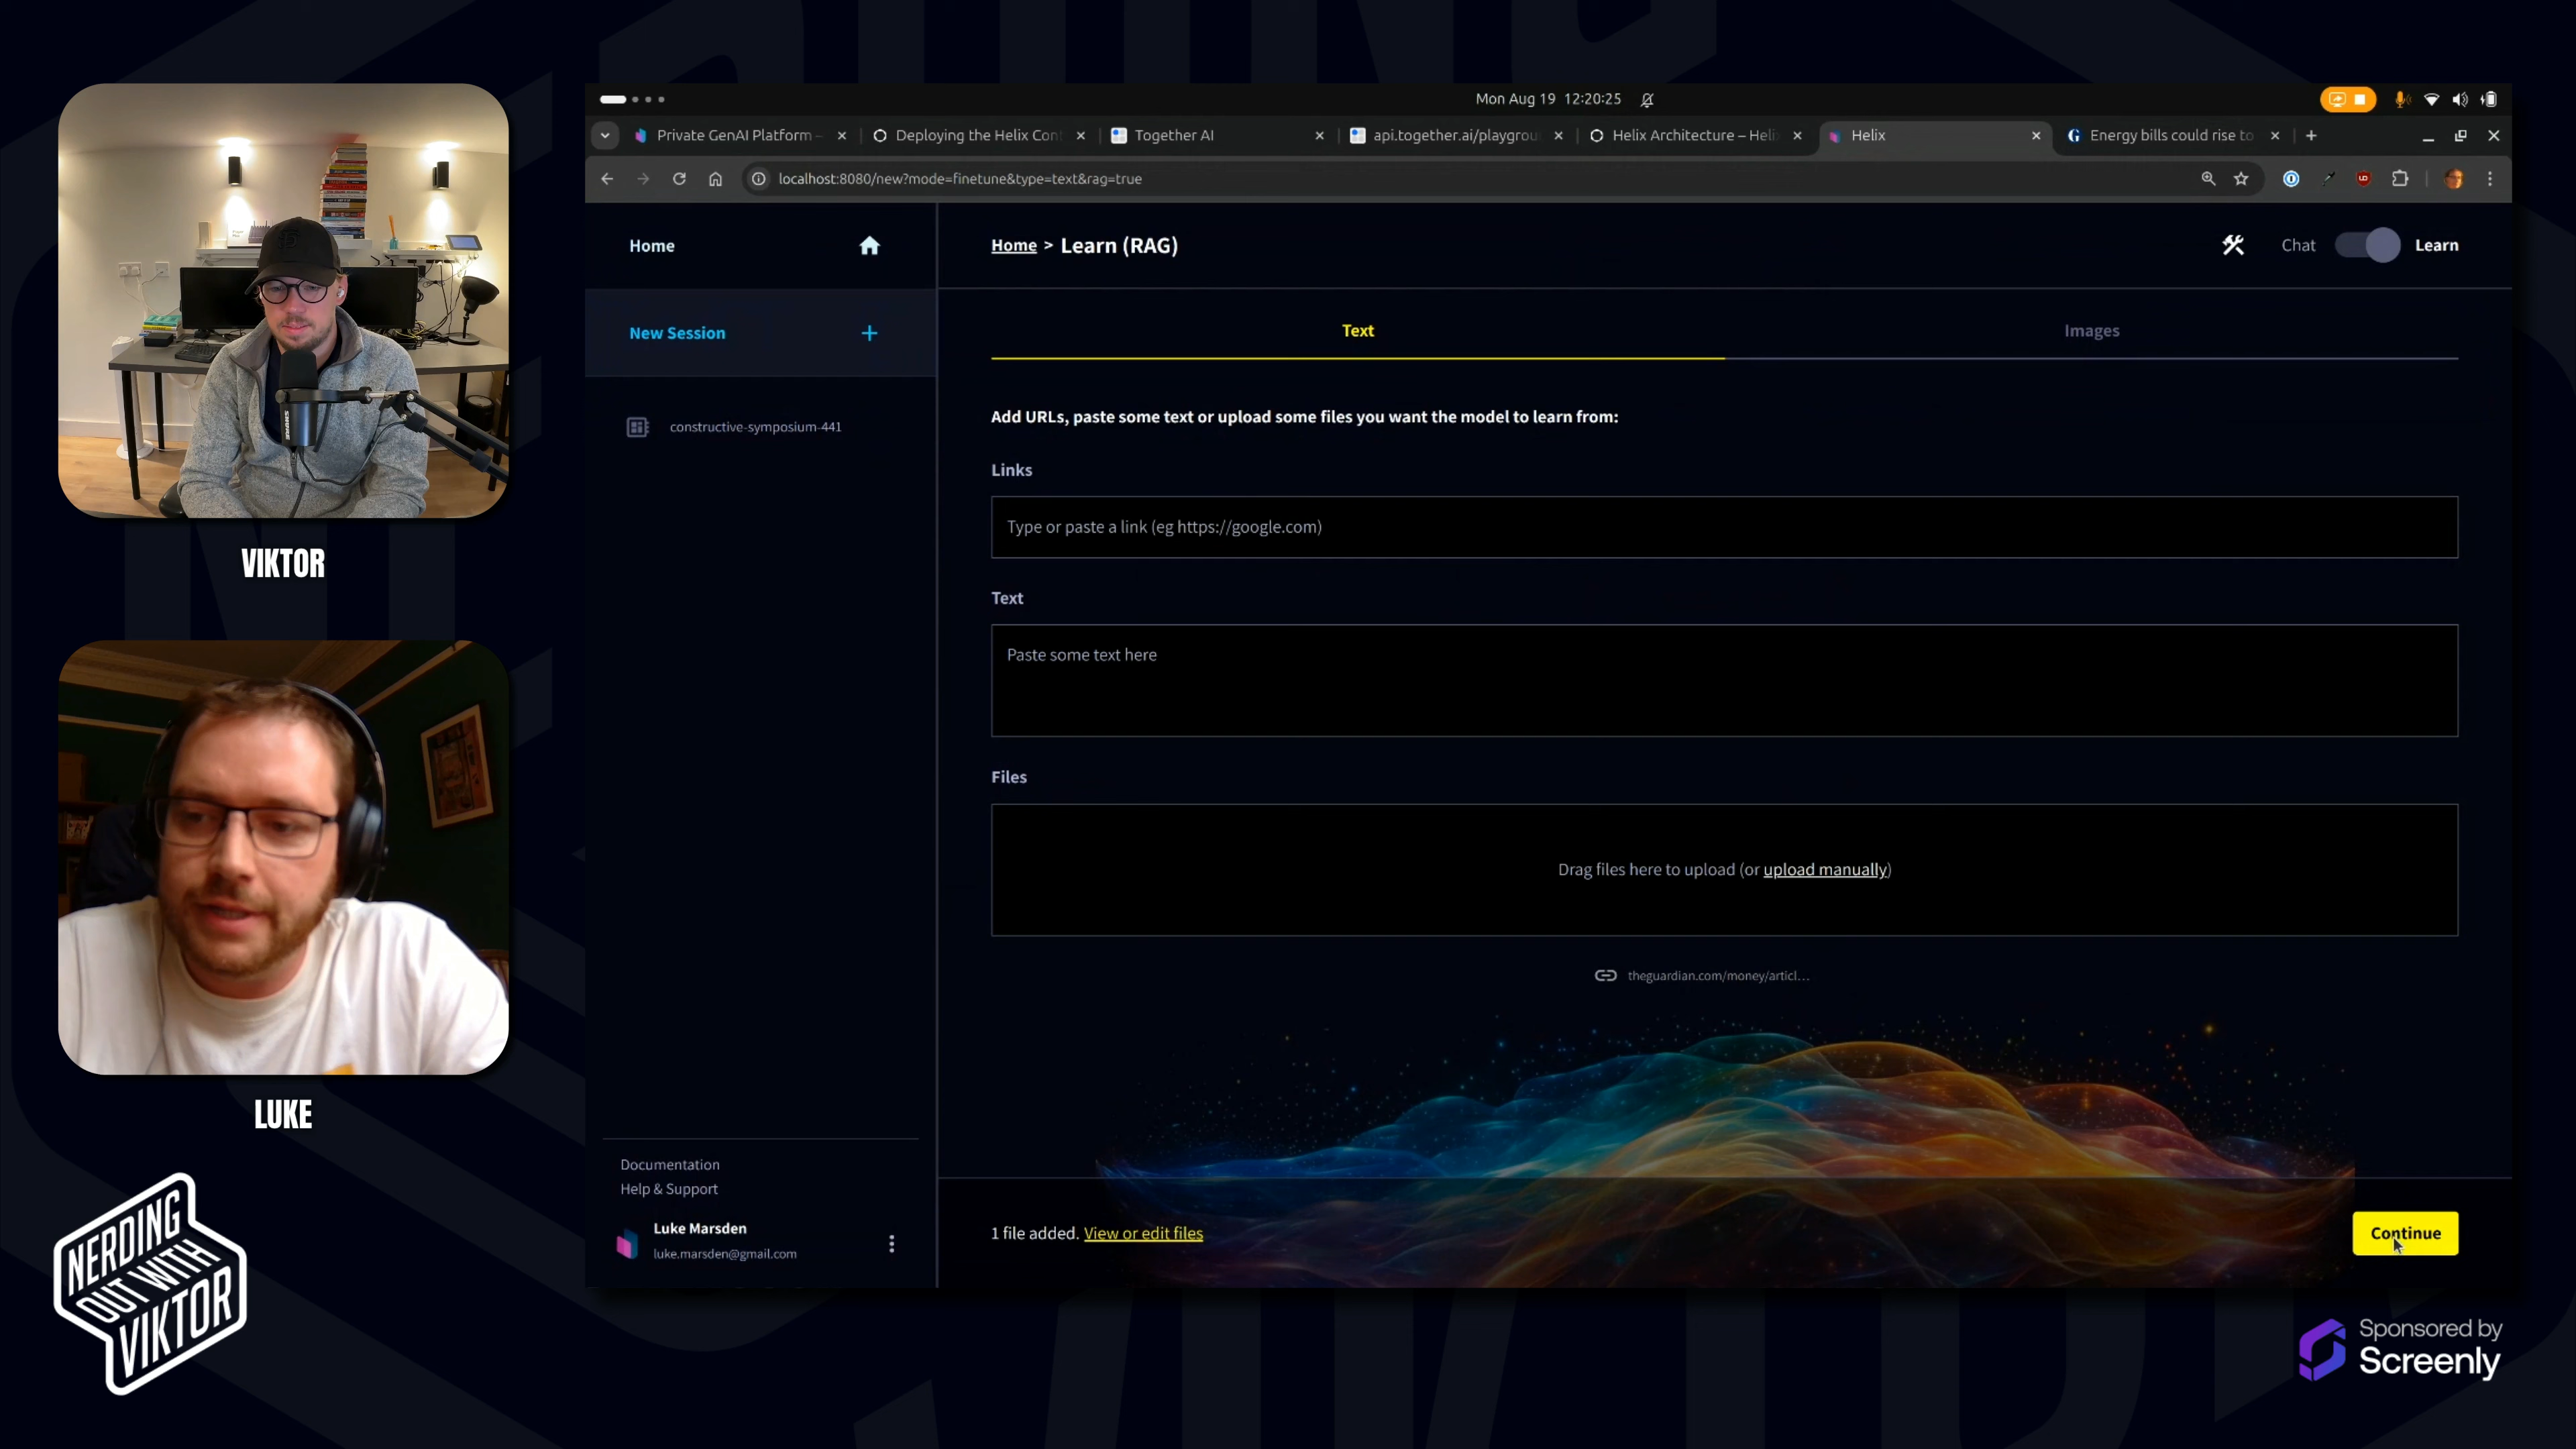 Mon Aug 19 12:20:25
Private GenAI Platform –
Deploying the Helix Con
Together AI
api.together.ai/playgrou
Helix Architecture – Heli
Helix
Energy bills could rise to
localhost:8080/new?mode=finetune&type=text&rag=true
Home
Home > Learn (RAG)
Chat
Learn
New Session
Text
Images
constructive-symposium-441
Add URLs, paste some text or upload some files you want the model to learn from:
Links
Type or paste a link (eg https://google.com)
Text
Paste some text here
Files
Drag files here to upload (or upload manually)
theguardian.com/money/articl...
Documentation
Help & Support
Luke Marsden
luke.marsden@gmail.com
1 file added. View or edit files
Continue
VIKTOR
LUKE
NERDING
OUT WITH
VIKTOR
Sponsored by
Screenly